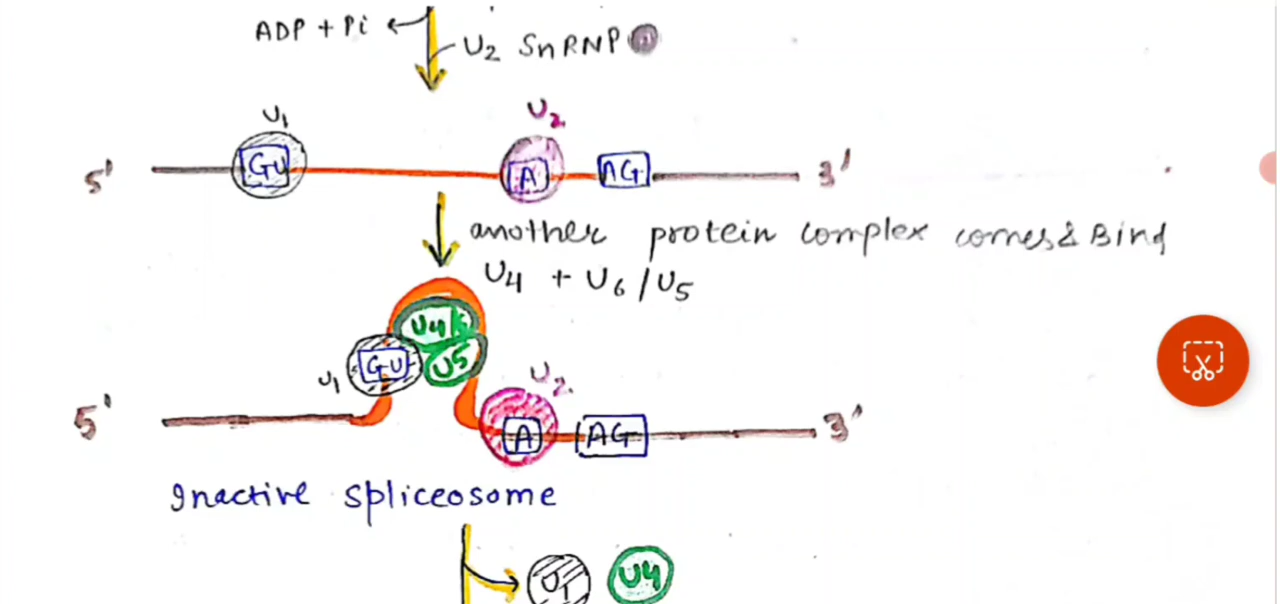 ADP + Pi
U2 SnRNP
U1
U2
5' GU A AG 3'
another protein complex comes & Bind
U4 + U6 / U5
U4
U5
U1 GU
U2
5' A AG 3'
Inactive spliceosome
U1 U4